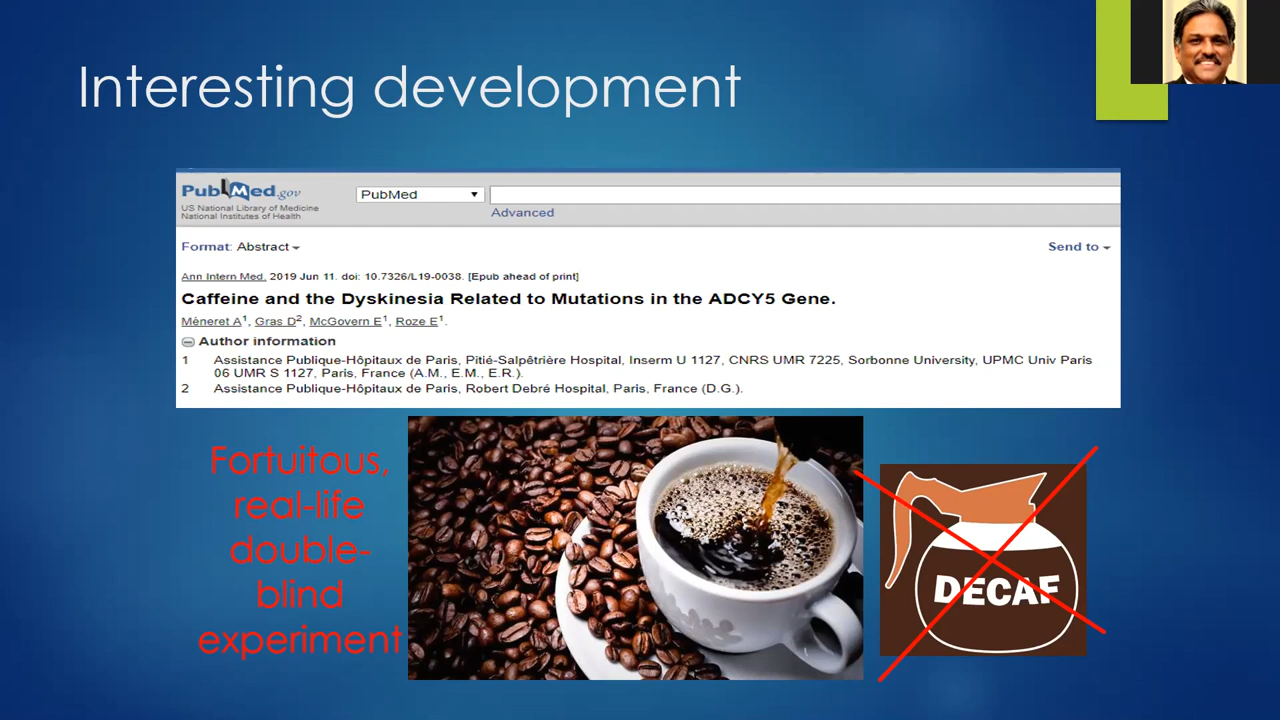 Interesting development
PubMed.gov
US National Library of Medicine
National Institutes of Health
PubMed
Advanced
Format: Abstract
Send to
Ann Intern Med. 2019 Jun 11. doi: 10.7326/L19-0038. [Epub ahead of print]
Caffeine and the Dyskinesia Related to Mutations in the ADCY5 Gene.
Méneret A1, Gras D2, McGovern E1, Roze E1.
Author information
1 Assistance Publique-Hôpitaux de Paris, Pitié-Salpêtrière Hospital, Inserm U 1127, CNRS UMR 7225, Sorbonne University, UPMC Univ Paris
06 UMR S 1127, Paris, France (A.M., E.M., E.R.).
2 Assistance Publique-Hôpitaux de Paris, Robert Debré Hospital, Paris, France (D.G.).
Fortuitous,
real-life
double-
blind
experiment
DECAF